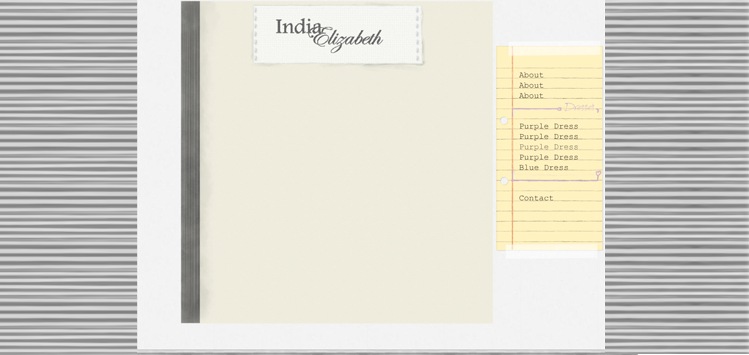 India
Elizabeth
About
About
About
Purple Dress
Purple Dress
Purple Dress
Purple Dress
Blue Dress
Contact